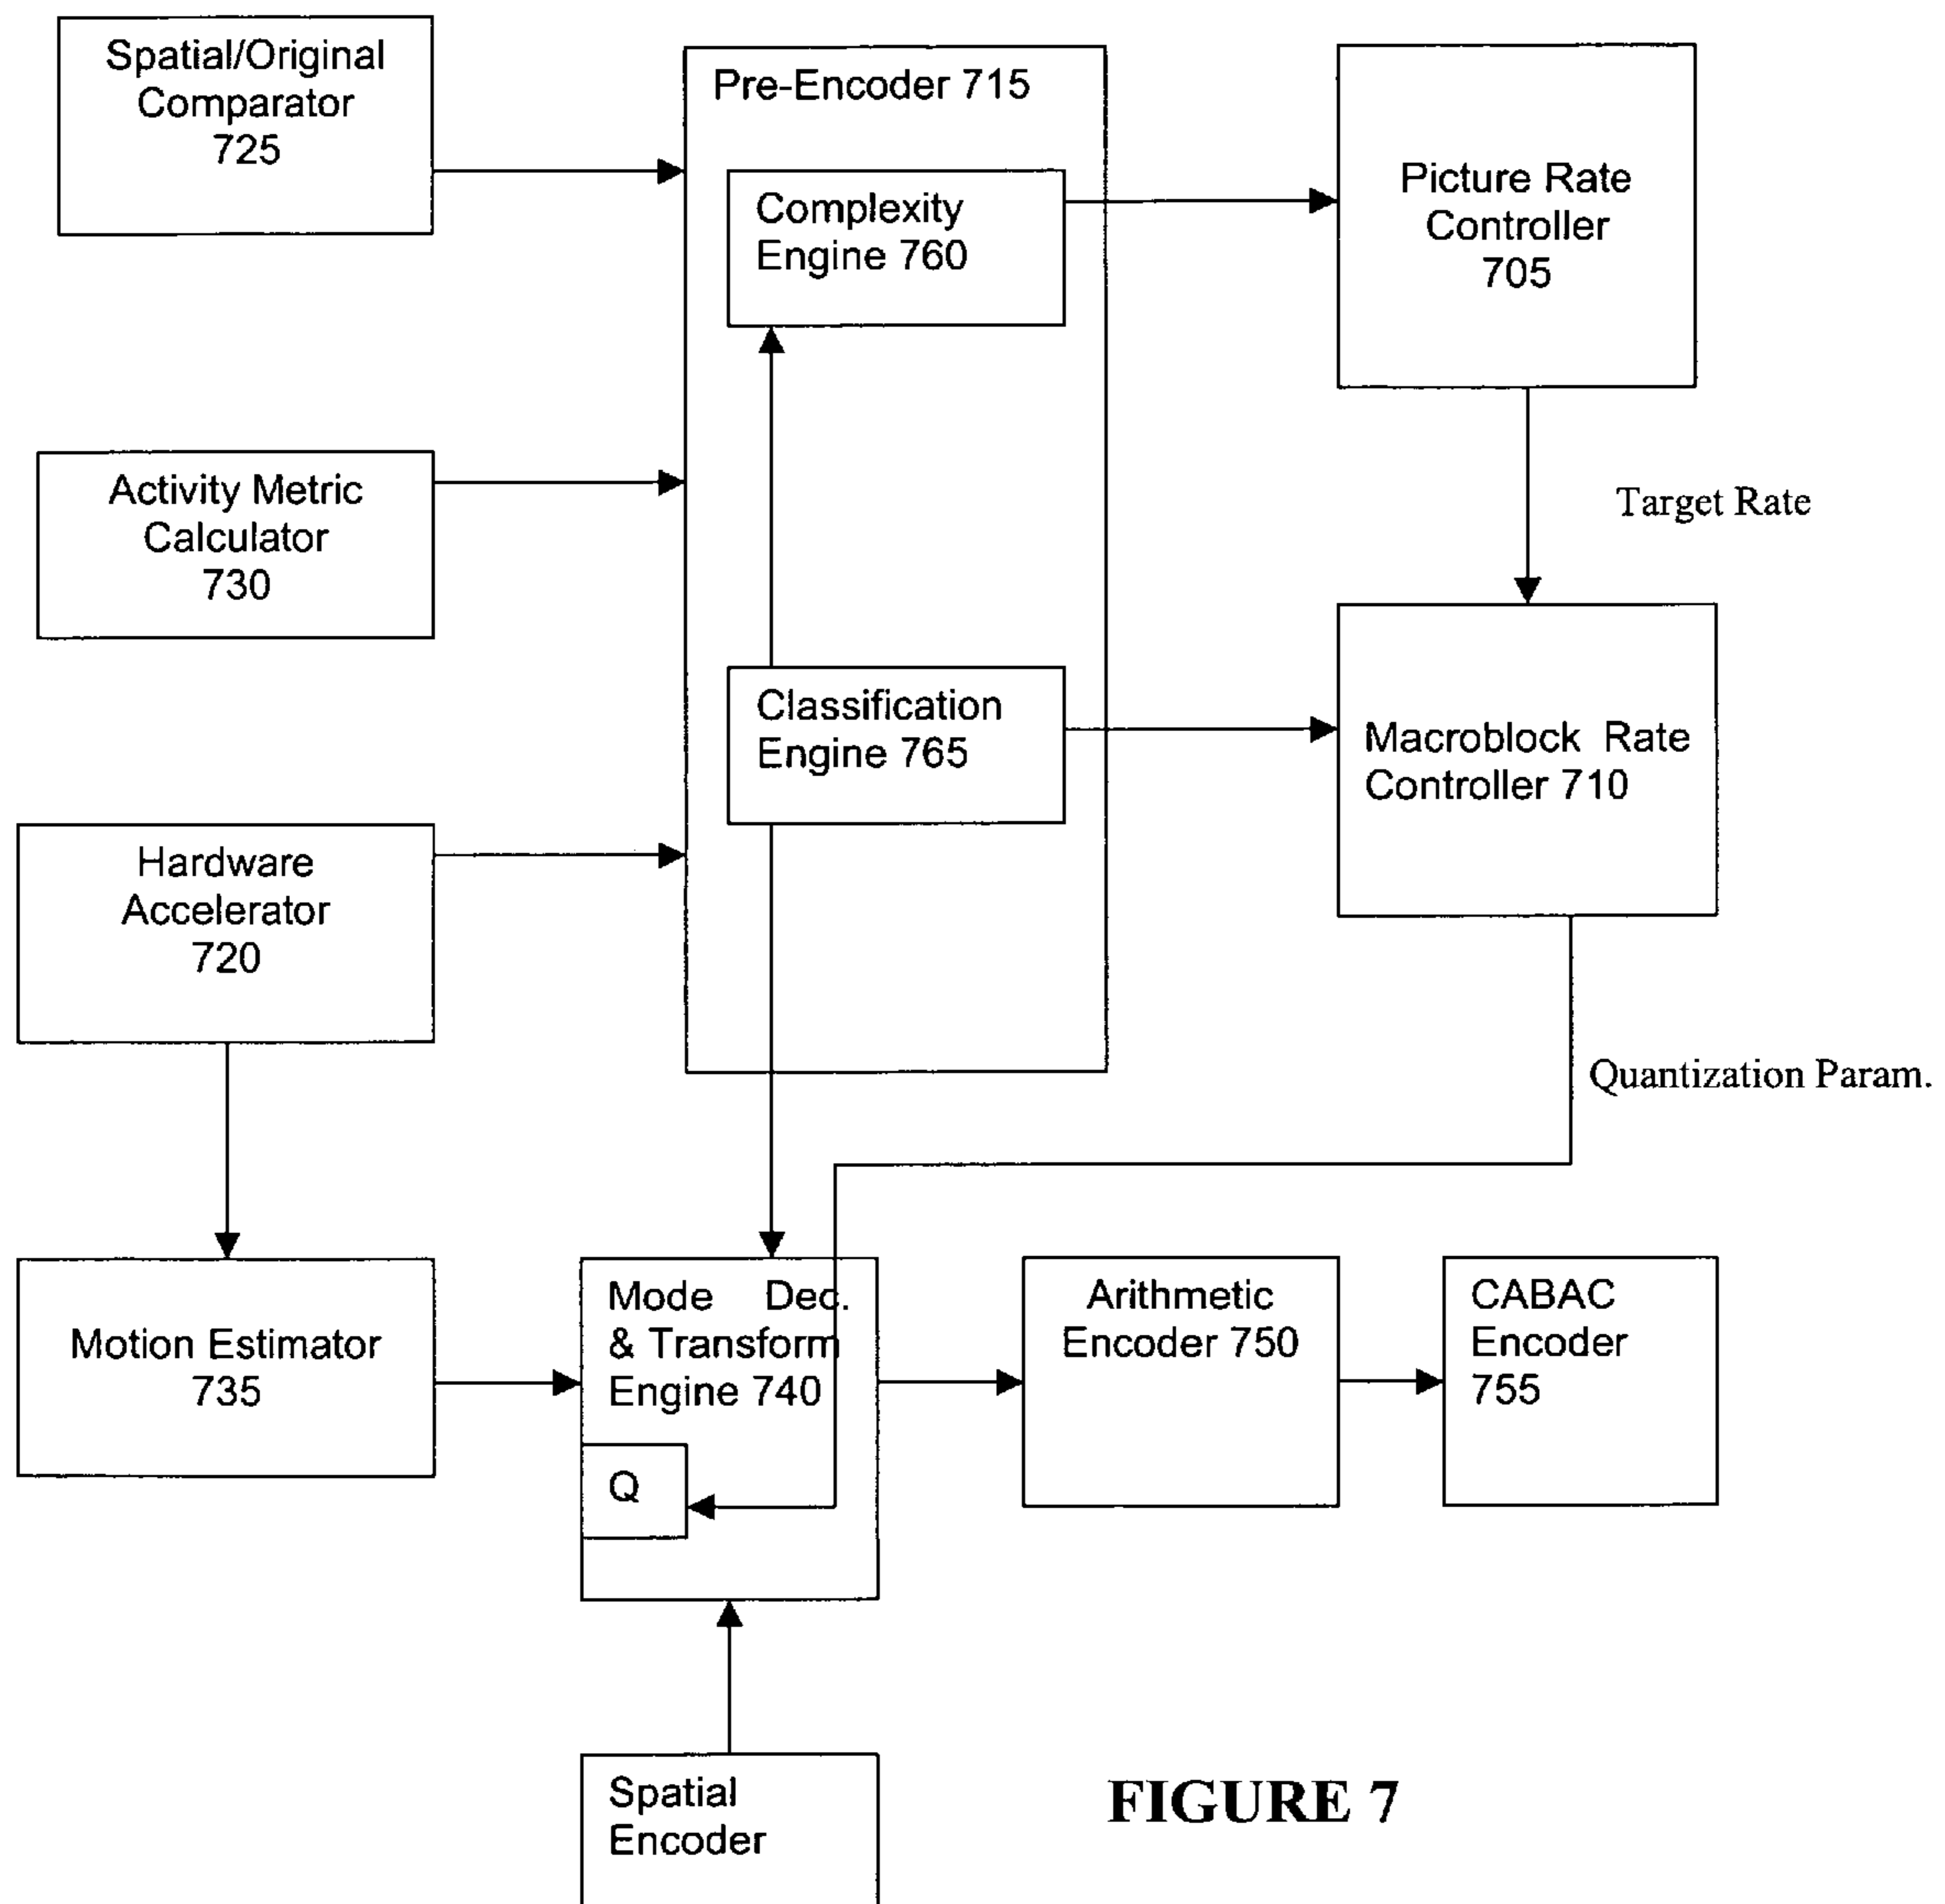 Spatial/Original
Comparator
725
Pre-Encoder 715
Complexity
Engine 760
Picture Rate
Controller
705
Activity Metric
Calculator
730
Target Rate
Classification
Engine 765
Macroblock Rate
Controller 710
Hardware
Accelerator
720
Quantization Param.
Motion Estimator
735
Mode Dec.
& Transform
Engine 740
Q
Arithmetic
Encoder 750
CABAC
Encoder
755
Spatial
Encoder
FIGURE 7